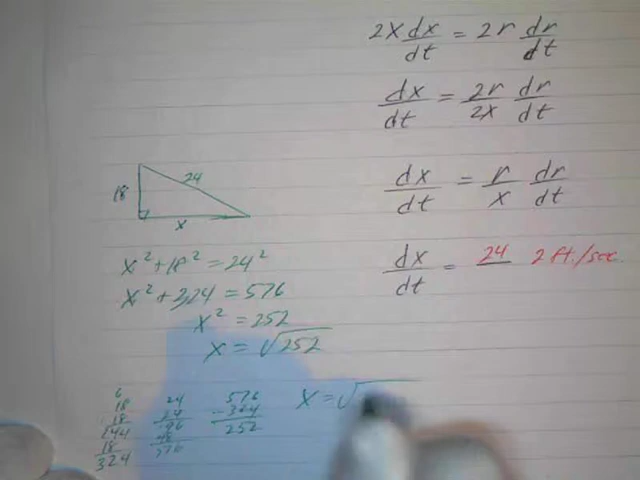 2x dx/dt = 2r dr/dt
dx/dt = 2r/2x dr/dt
dx/dt = r/x dr/dt
dx/dt = 24/ 2 ft./sec.
18
24
x
x² + 18² = 24²
x² + 324 = 576
x² = 252
x = √252
x = √
6
18
18
144
18
324
24
24
96
48
576
576
- 324
252